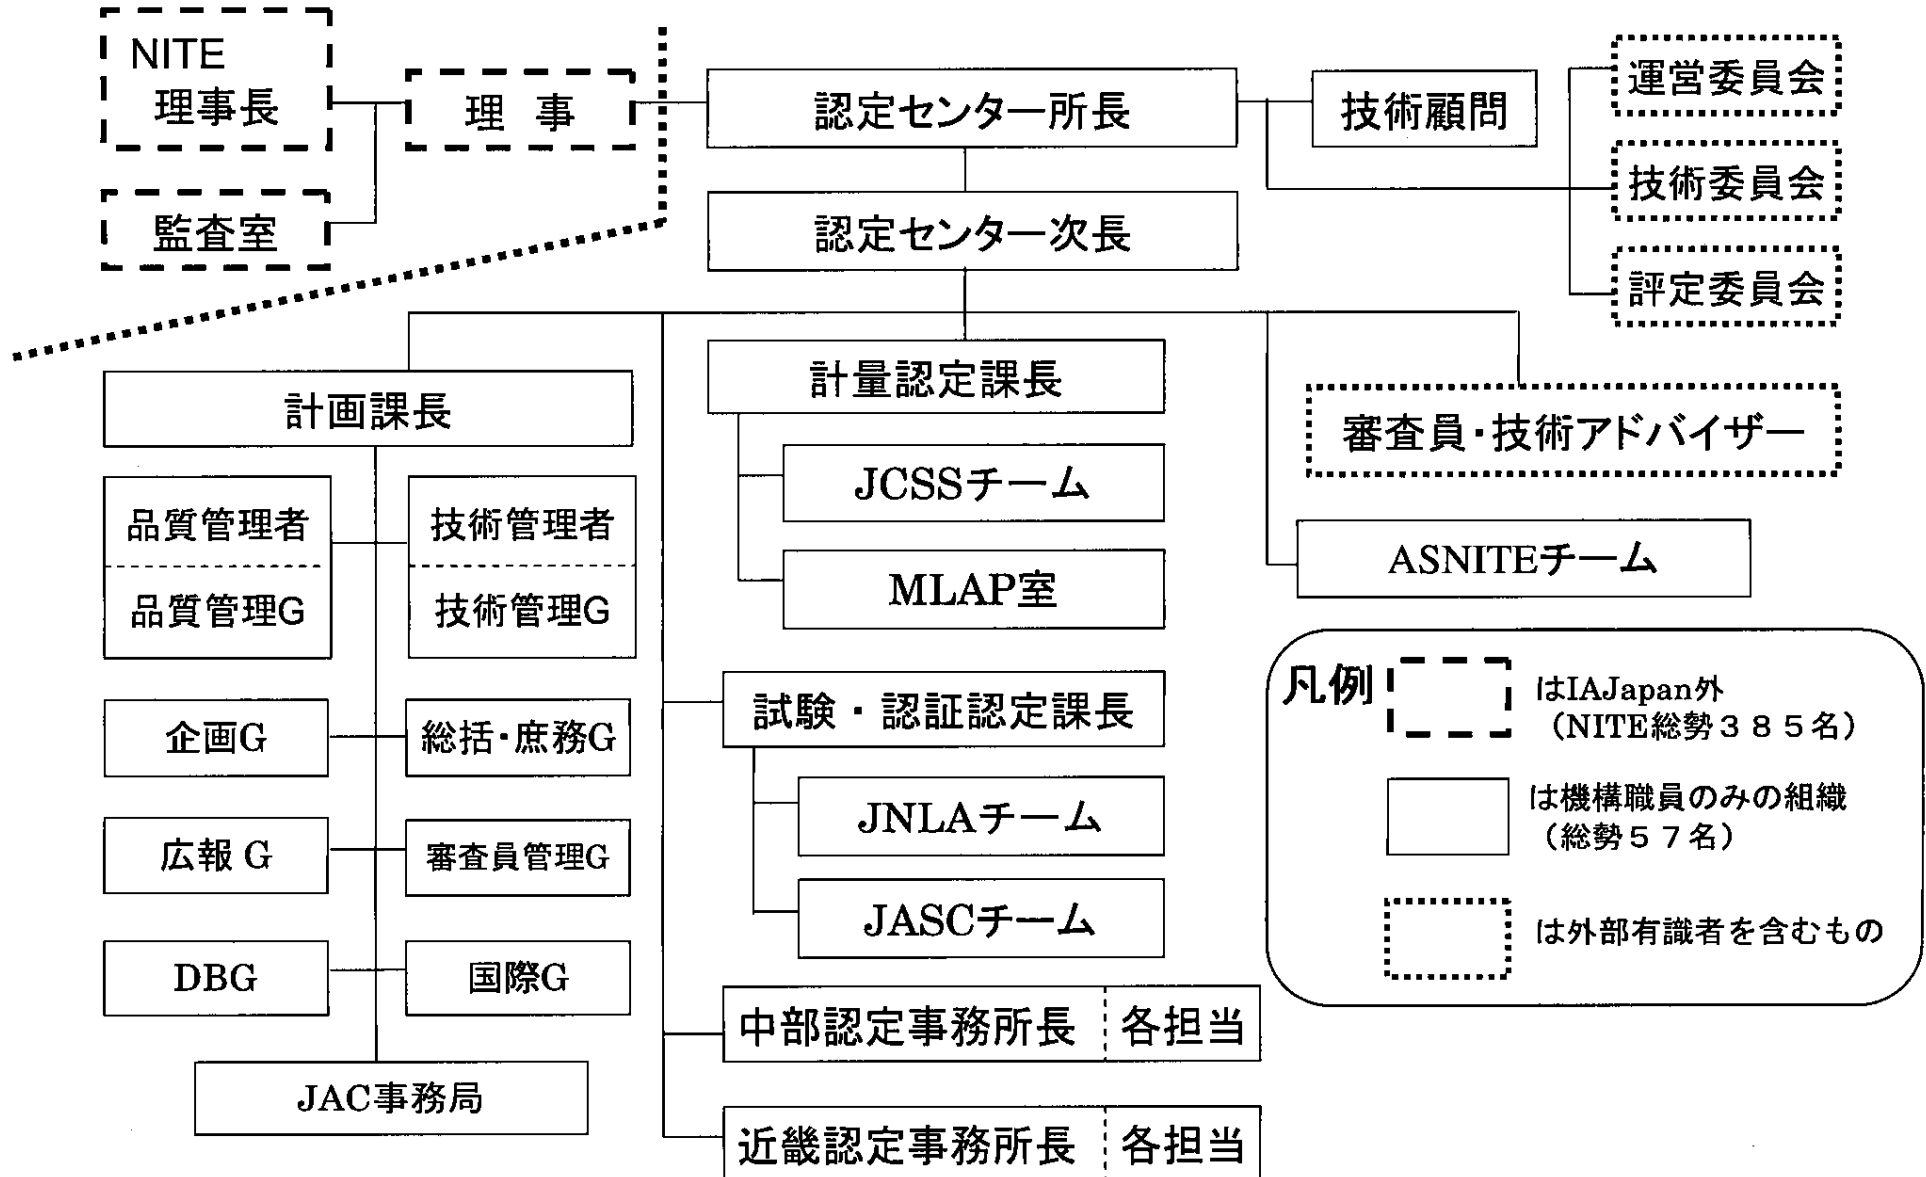 NITE
理事長
理 事
監査室
認定センター所長
技術顧問
運営委員会
技術委員会
評定委員会
認定センター次長
計画課長
品質管理者
品質管理G
技術管理者
技術管理G
企画G
総括・庶務G
広報 G
審査員管理G
DBG
国際G
JAC事務局
計量認定課長
JCSSチーム
MLAP室
試験・認証認定課長
JNLAチーム
JASCチーム
中部認定事務所長
各担当
近畿認定事務所長
各担当
審査員・技術アドバイザー
ASNITEチーム
凡例
はIAJapan外
（NITE総勢３８５名）
は機構職員のみの組織
（総勢５７名）
は外部有識者を含むもの